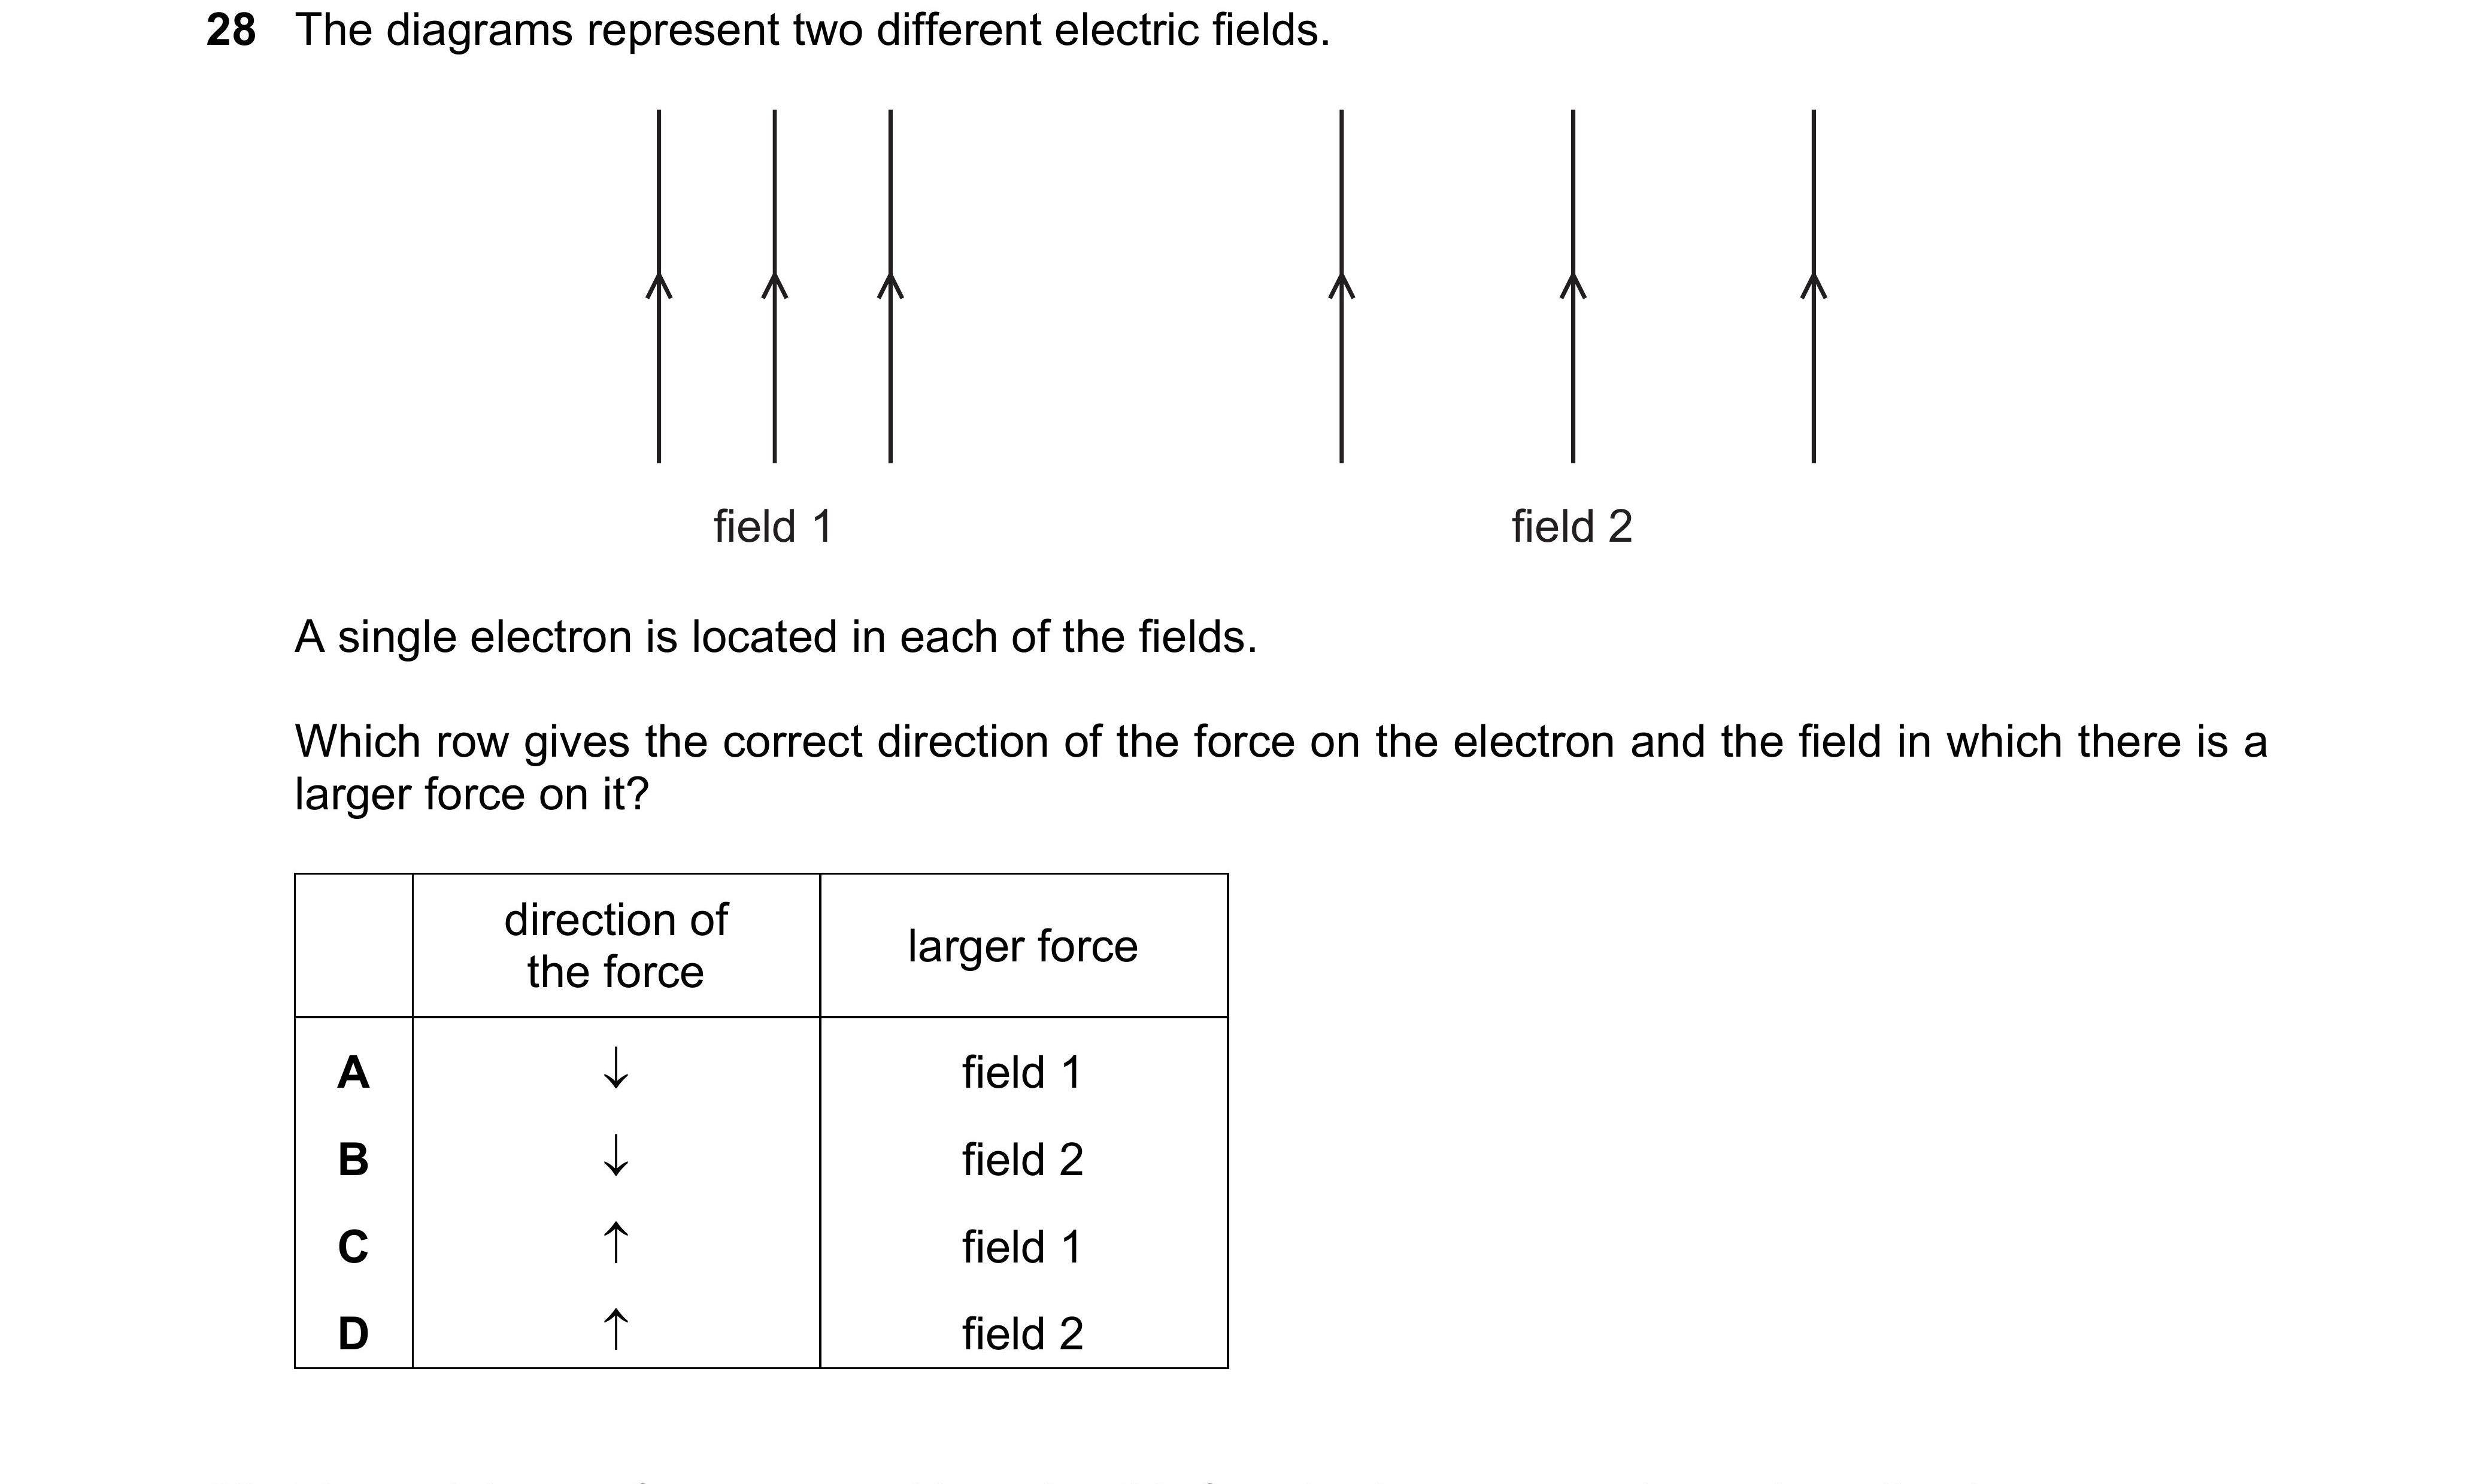 28 The diagrams represent two different electric fields.
field 1 field 2
A single electron is located in each of the fields.
Which row gives the correct direction of the force on the electron and the field in which there is a
larger force on it?
direction of
the force
larger force
A ↓ field 1
B ↓ field 2
C ↑ field 1
D ↑ field 2